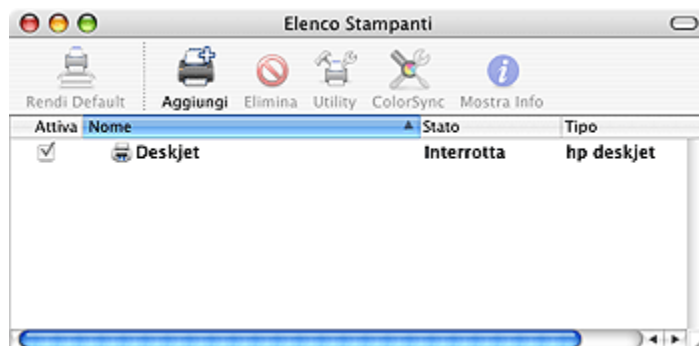 Elenco Stampanti
Rendi Default Aggiungi Elimina Utility ColorSync Mostra Info
Attiva Nome Stato Tipo
Deskjet Interrotta hp deskjet